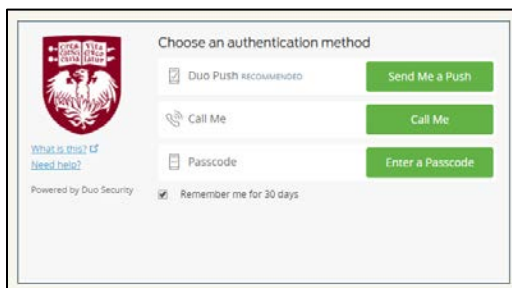 Choose an authentication method
Duo Push RECOMMENDED
Send Me a Push
Call Me
Call Me
Passcode
Enter a Passcode
Remember me for 30 days
What is this?
Need help?
Powered by Duo Security